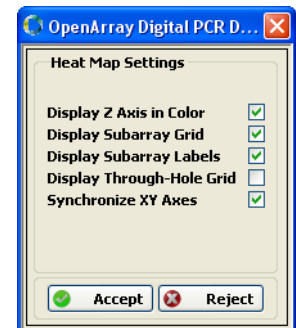 OpenArray Digital PCR D...
Heat Map Settings
Display Z Axis in Color
Display Subarray Grid
Display Subarray Labels
Display Through-Hole Grid
Synchronize XY Axes
Accept Reject